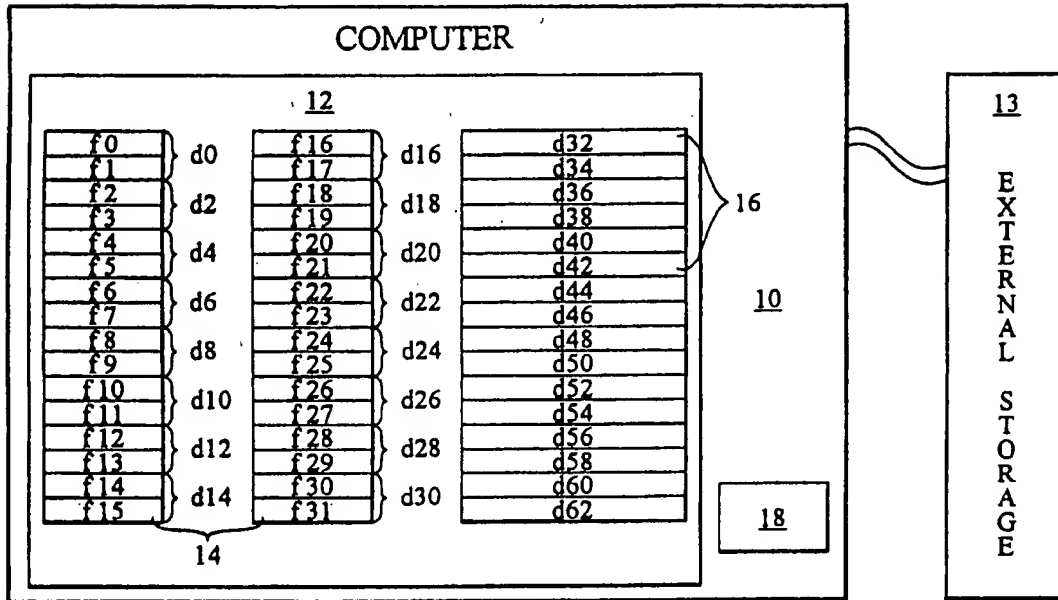 COMPUTER
12
13
f0
f1
f2
f3
f4
f5
f6
f7
f8
f9
f10
f11
f12
f13
f14
f15
d0
d2
d4
d6
d8
d10
d12
d14
f16
f17
f18
f19
f20
f21
f22
f23
f24
f25
f26
f27
f28
f29
f30
f31
d16
d18
d20
d22
d24
d26
d28
d30
d32
d34
d36
d38
d40
d42
d44
d46
d48
d50
d52
d54
d56
d58
d60
d62
14
16
10
18
EXTERNAL STORAGE